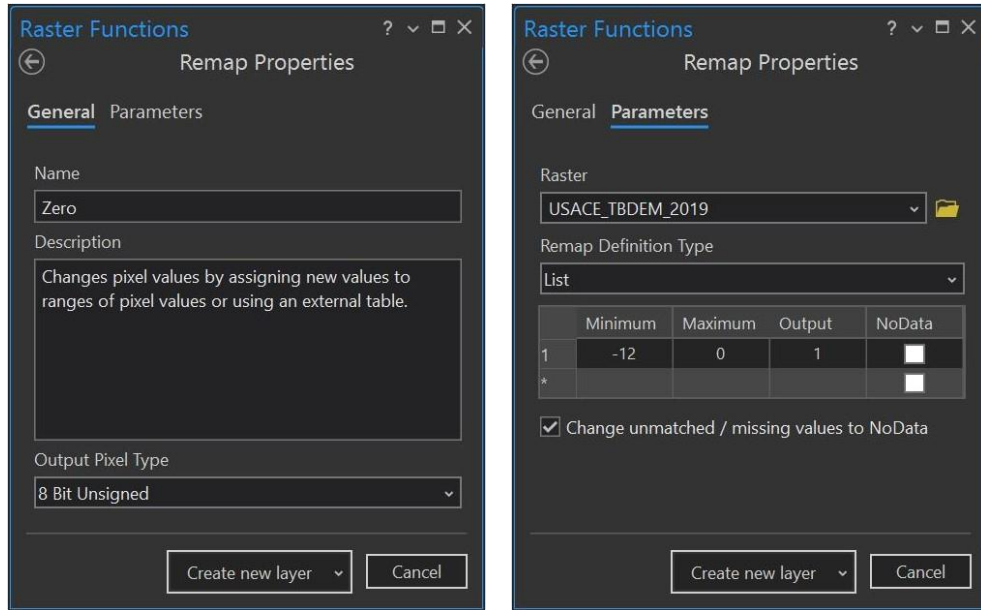 Raster Functions
?
Remap Properties
General Parameters
Name
Zero
Description
Changes pixel values by assigning new values to
ranges of pixel values or using an external table.
Output Pixel Type
8 Bit Unsigned
Create new layer
Cancel
Raster Functions
?
Remap Properties
General Parameters
Raster
USACE_TBDEM_2019
Remap Definition Type
List
Minimum Maximum Output NoData
1 -12 0 1
*
Change unmatched / missing values to NoData
Create new layer
Cancel